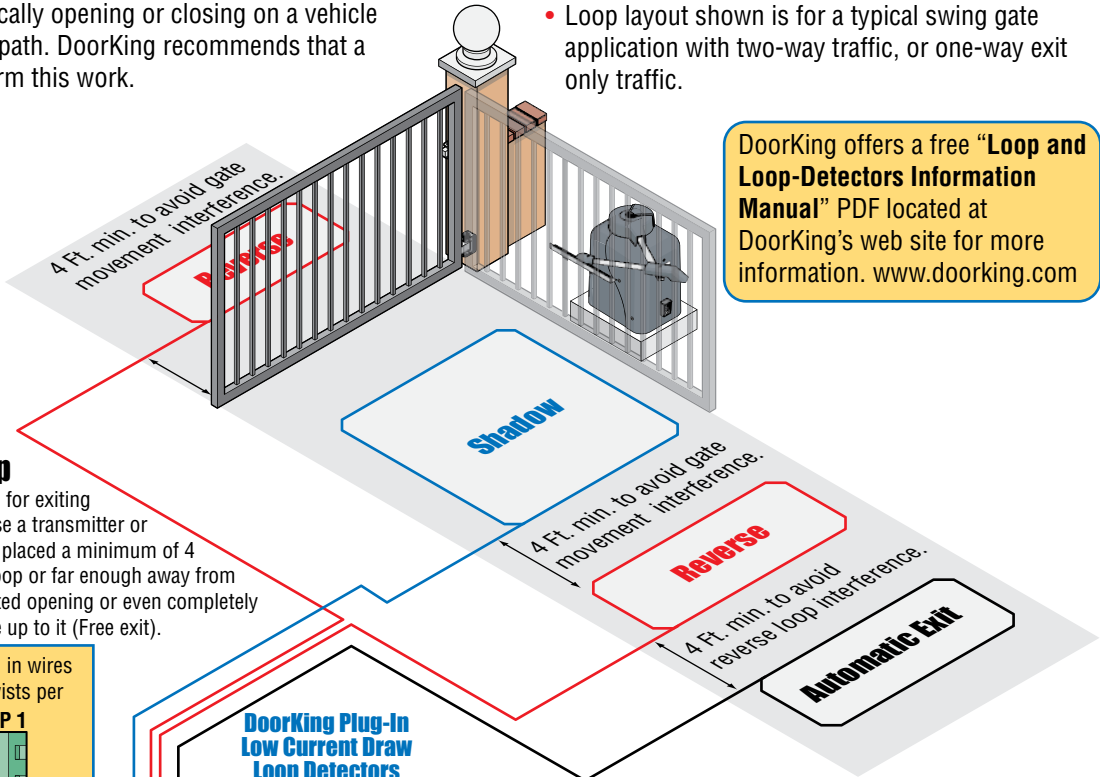 cally opening or closing on a vehicle
path. DoorKing recommends that a
rm this work.
• Loop layout shown is for a typical swing gate
application with two-way traffic, or one-way exit
only traffic.
DoorKing offers a free “Loop and
Loop-Detectors Information
Manual” PDF located at
DoorKing's web site for more
information. www.doorking.com
4 Ft. min. to avoid gate
movement interference.
Reverse
Shadow
4 Ft. min. to avoid gate
movement interference.
Reverse
4 Ft. min. to avoid
reverse loop interference.
Automatic Exit
p
for exiting
se a transmitter or
placed a minimum of 4
oop or far enough away from
ted opening or even completely
e up to it (Free exit).
in wires
ists per
P 1
DoorKing Plug-In
Low Current Draw
Loop Detectors